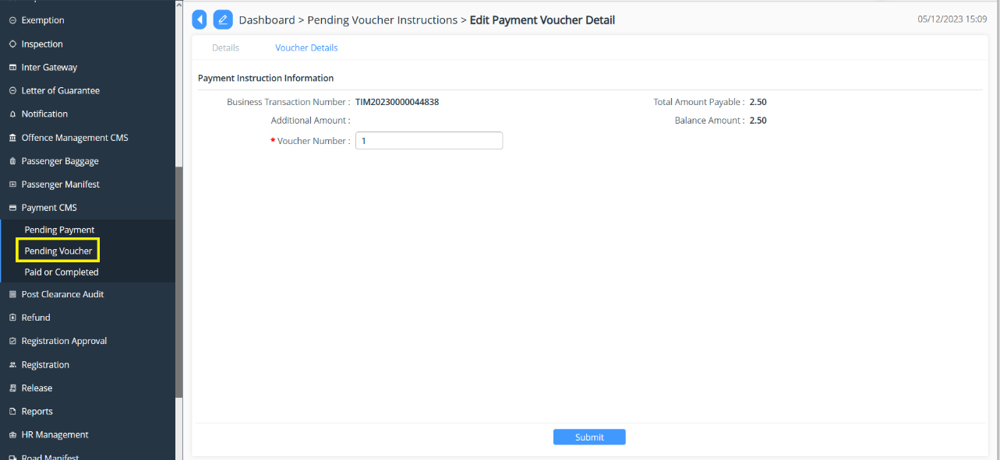 Exemption
Inspection
Inter Gateway
Letter of Guarantee
Notification
Offence Management CMS
Passenger Baggage
Passenger Manifest
Payment CMS
Pending Payment
Pending Voucher
Paid or Completed
Post Clearance Audit
Refund
Registration Approval
Registration
Release
Reports
HR Management
Road Manifest
Dashboard > Pending Voucher Instructions > Edit Payment Voucher Detail
05/12/2023 15:09
Details Voucher Details
Payment Instruction Information
Business Transaction Number : TIM20230000044838 Total Amount Payable : 2.50
Additional Amount : Balance Amount : 2.50
* Voucher Number : 1
Submit